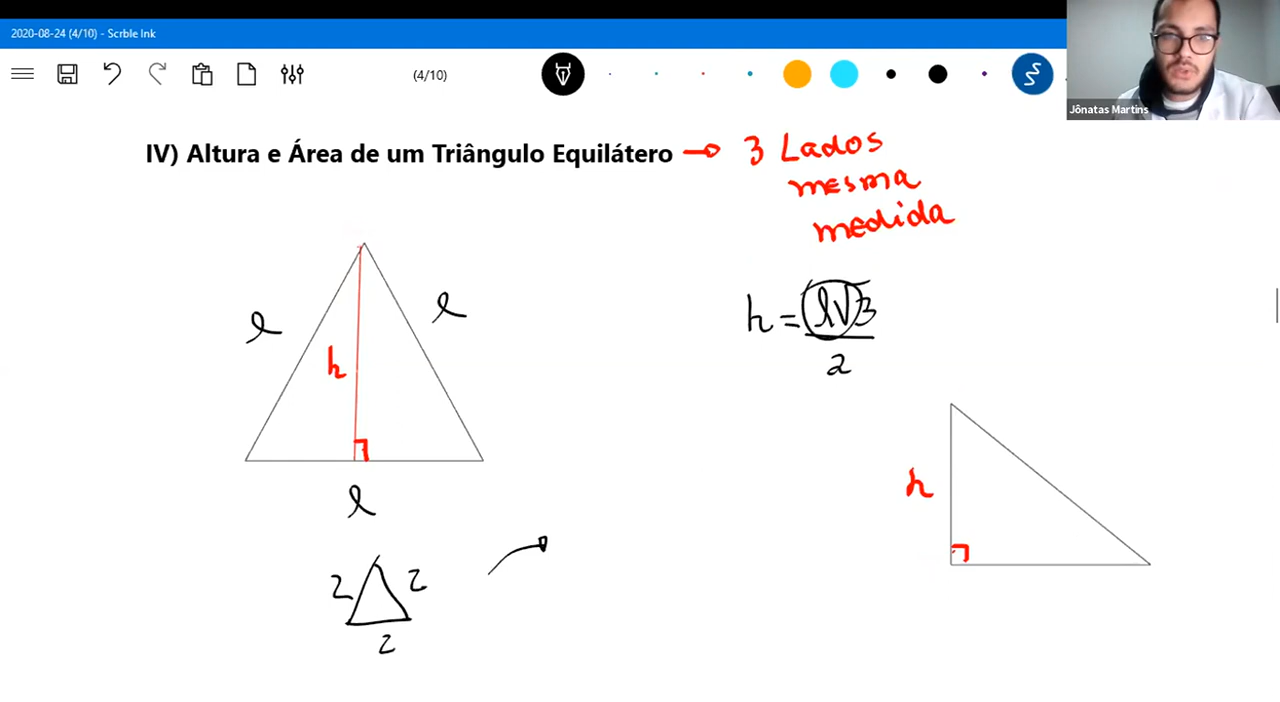 2020-08-24 (4/10) - Scrble Ink
(4/10)
Jônatas Martins
IV) Altura e Área de um Triângulo Equilátero → 3 Lados
mesma
medida
l
l
h
h = l√3
2
h
l
2
2
2